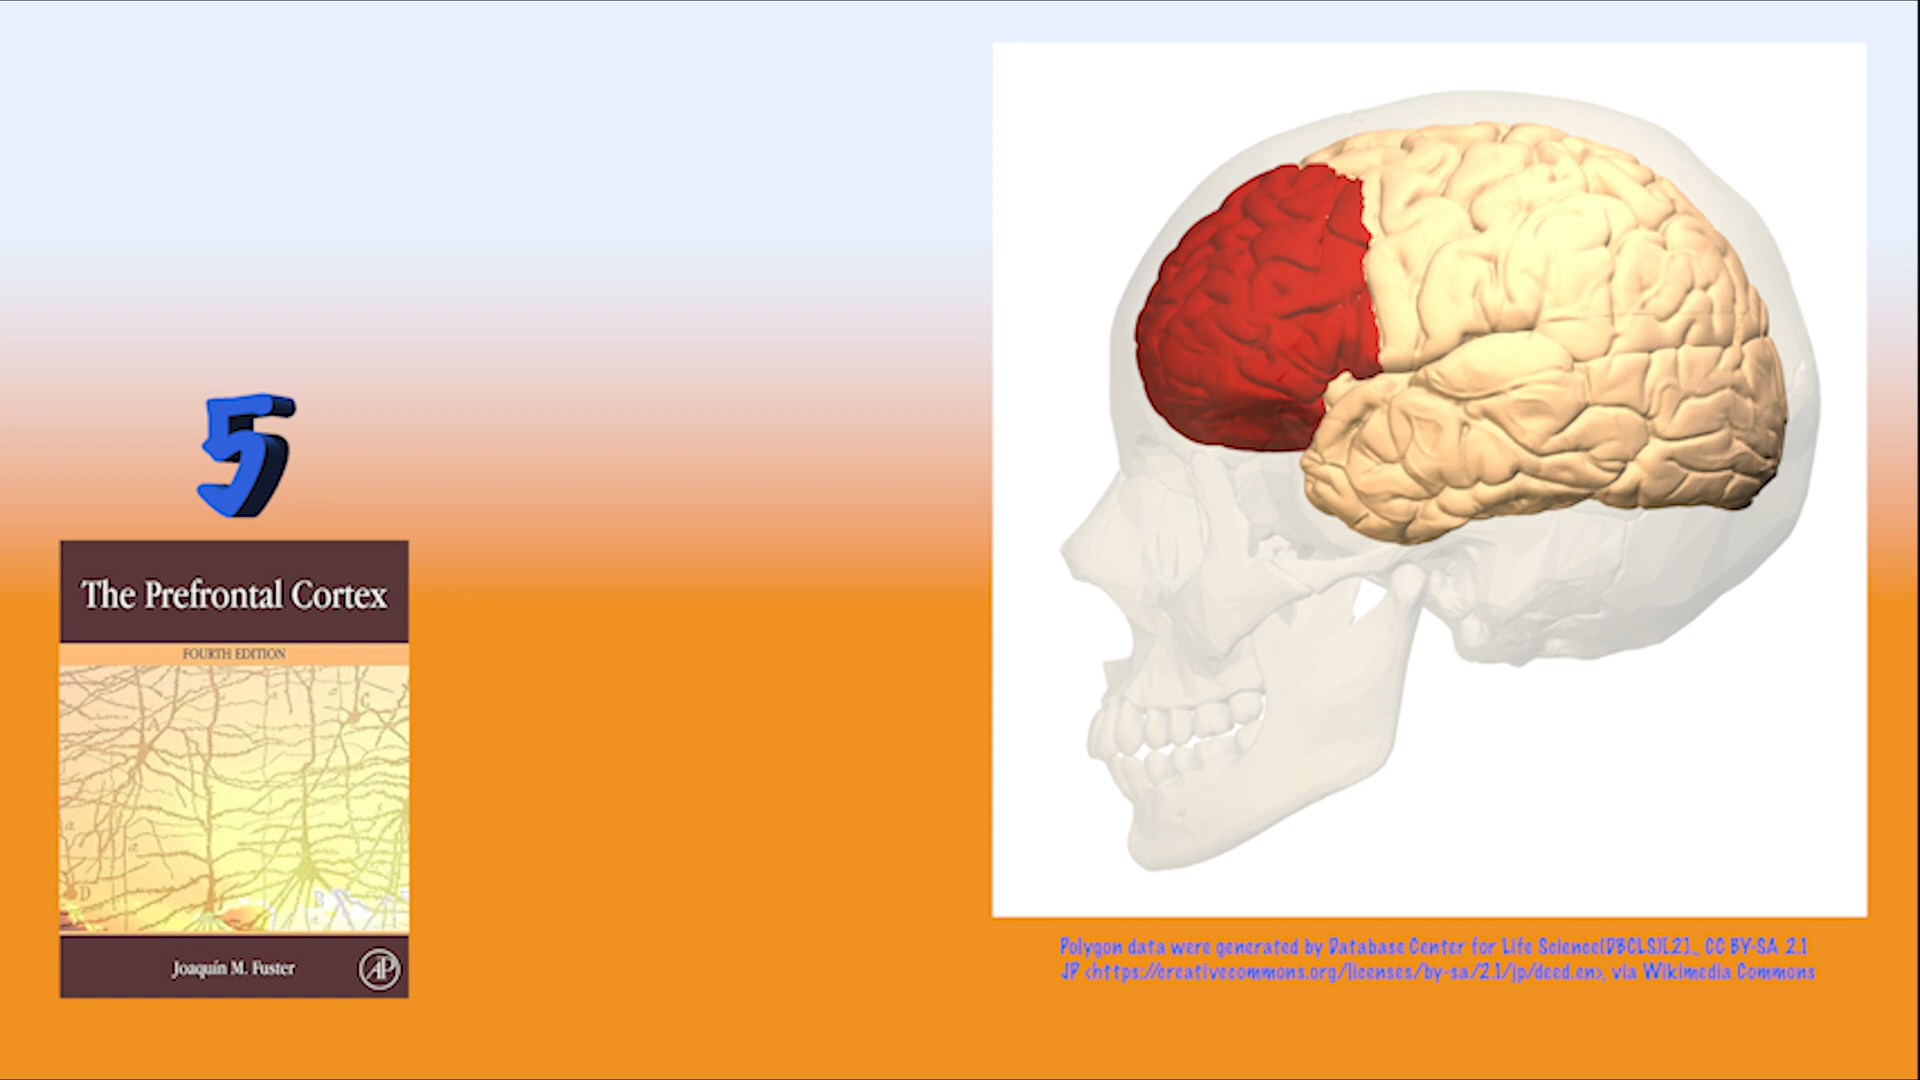 5
The Prefrontal Cortex
FOURTH EDITION
A
C
a
a
D
B
Joaquín M. Fuster
AP
Polygon data were generated by Database Center for Life Science(DBCLS)[2]., CC BY-SA 2.1
JP <https://creativecommons.org/licenses/by-sa/2.1/jp/deed.en>, via Wikimedia Commons